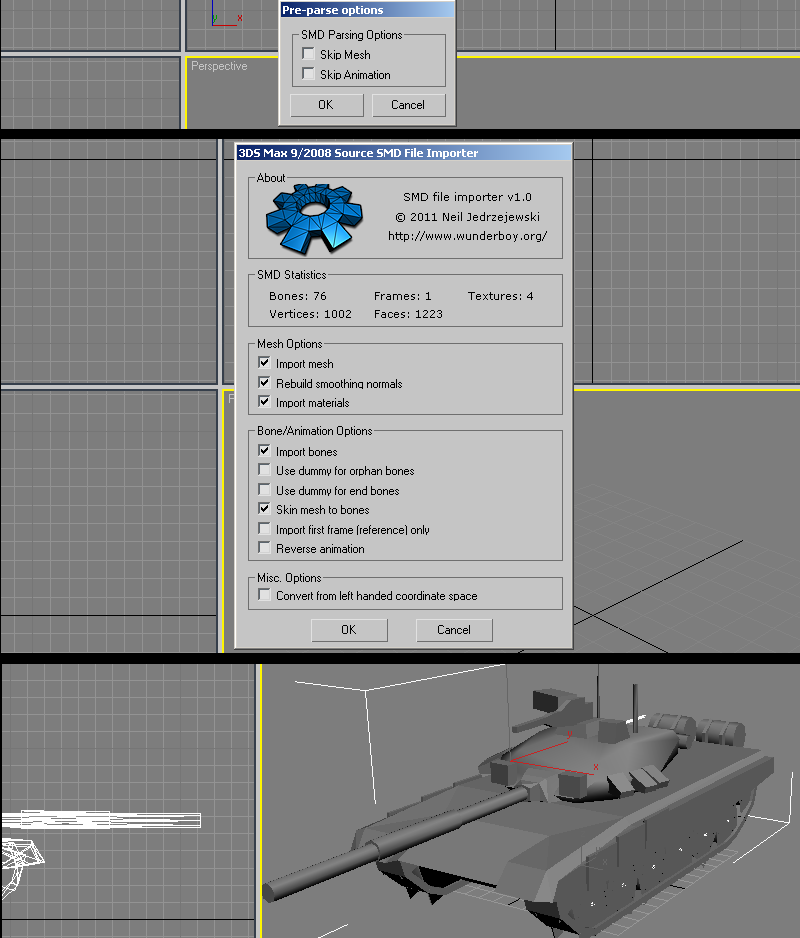 y x
Pre-parse options
SMD Parsing Options
Skip Mesh
Skip Animation
OK Cancel
Perspective
3DS Max 9/2008 Source SMD File Importer
About
SMD file importer v1.0
© 2011 Neil Jedrzejewski
http://www.wunderboy.org/
SMD Statistics
Bones: 76 Frames: 1 Textures: 4
Vertices: 1002 Faces: 1223
Mesh Options
Import mesh
Rebuild smoothing normals
Import materials
Bone/Animation Options
Import bones
Use dummy for orphan bones
Use dummy for end bones
Skin mesh to bones
Import first frame (reference) only
Reverse animation
Misc. Options
Convert from left handed coordinate space
OK Cancel
y
x